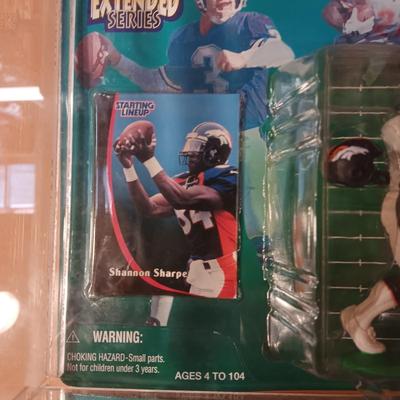 EXTENDED
SERIES
3
STARTING
LINEUP
84
Shannon Sharpe
WARNING:
CHOKING HAZARD-Small parts.
Not for children under 3 years.
AGES 4 TO 104